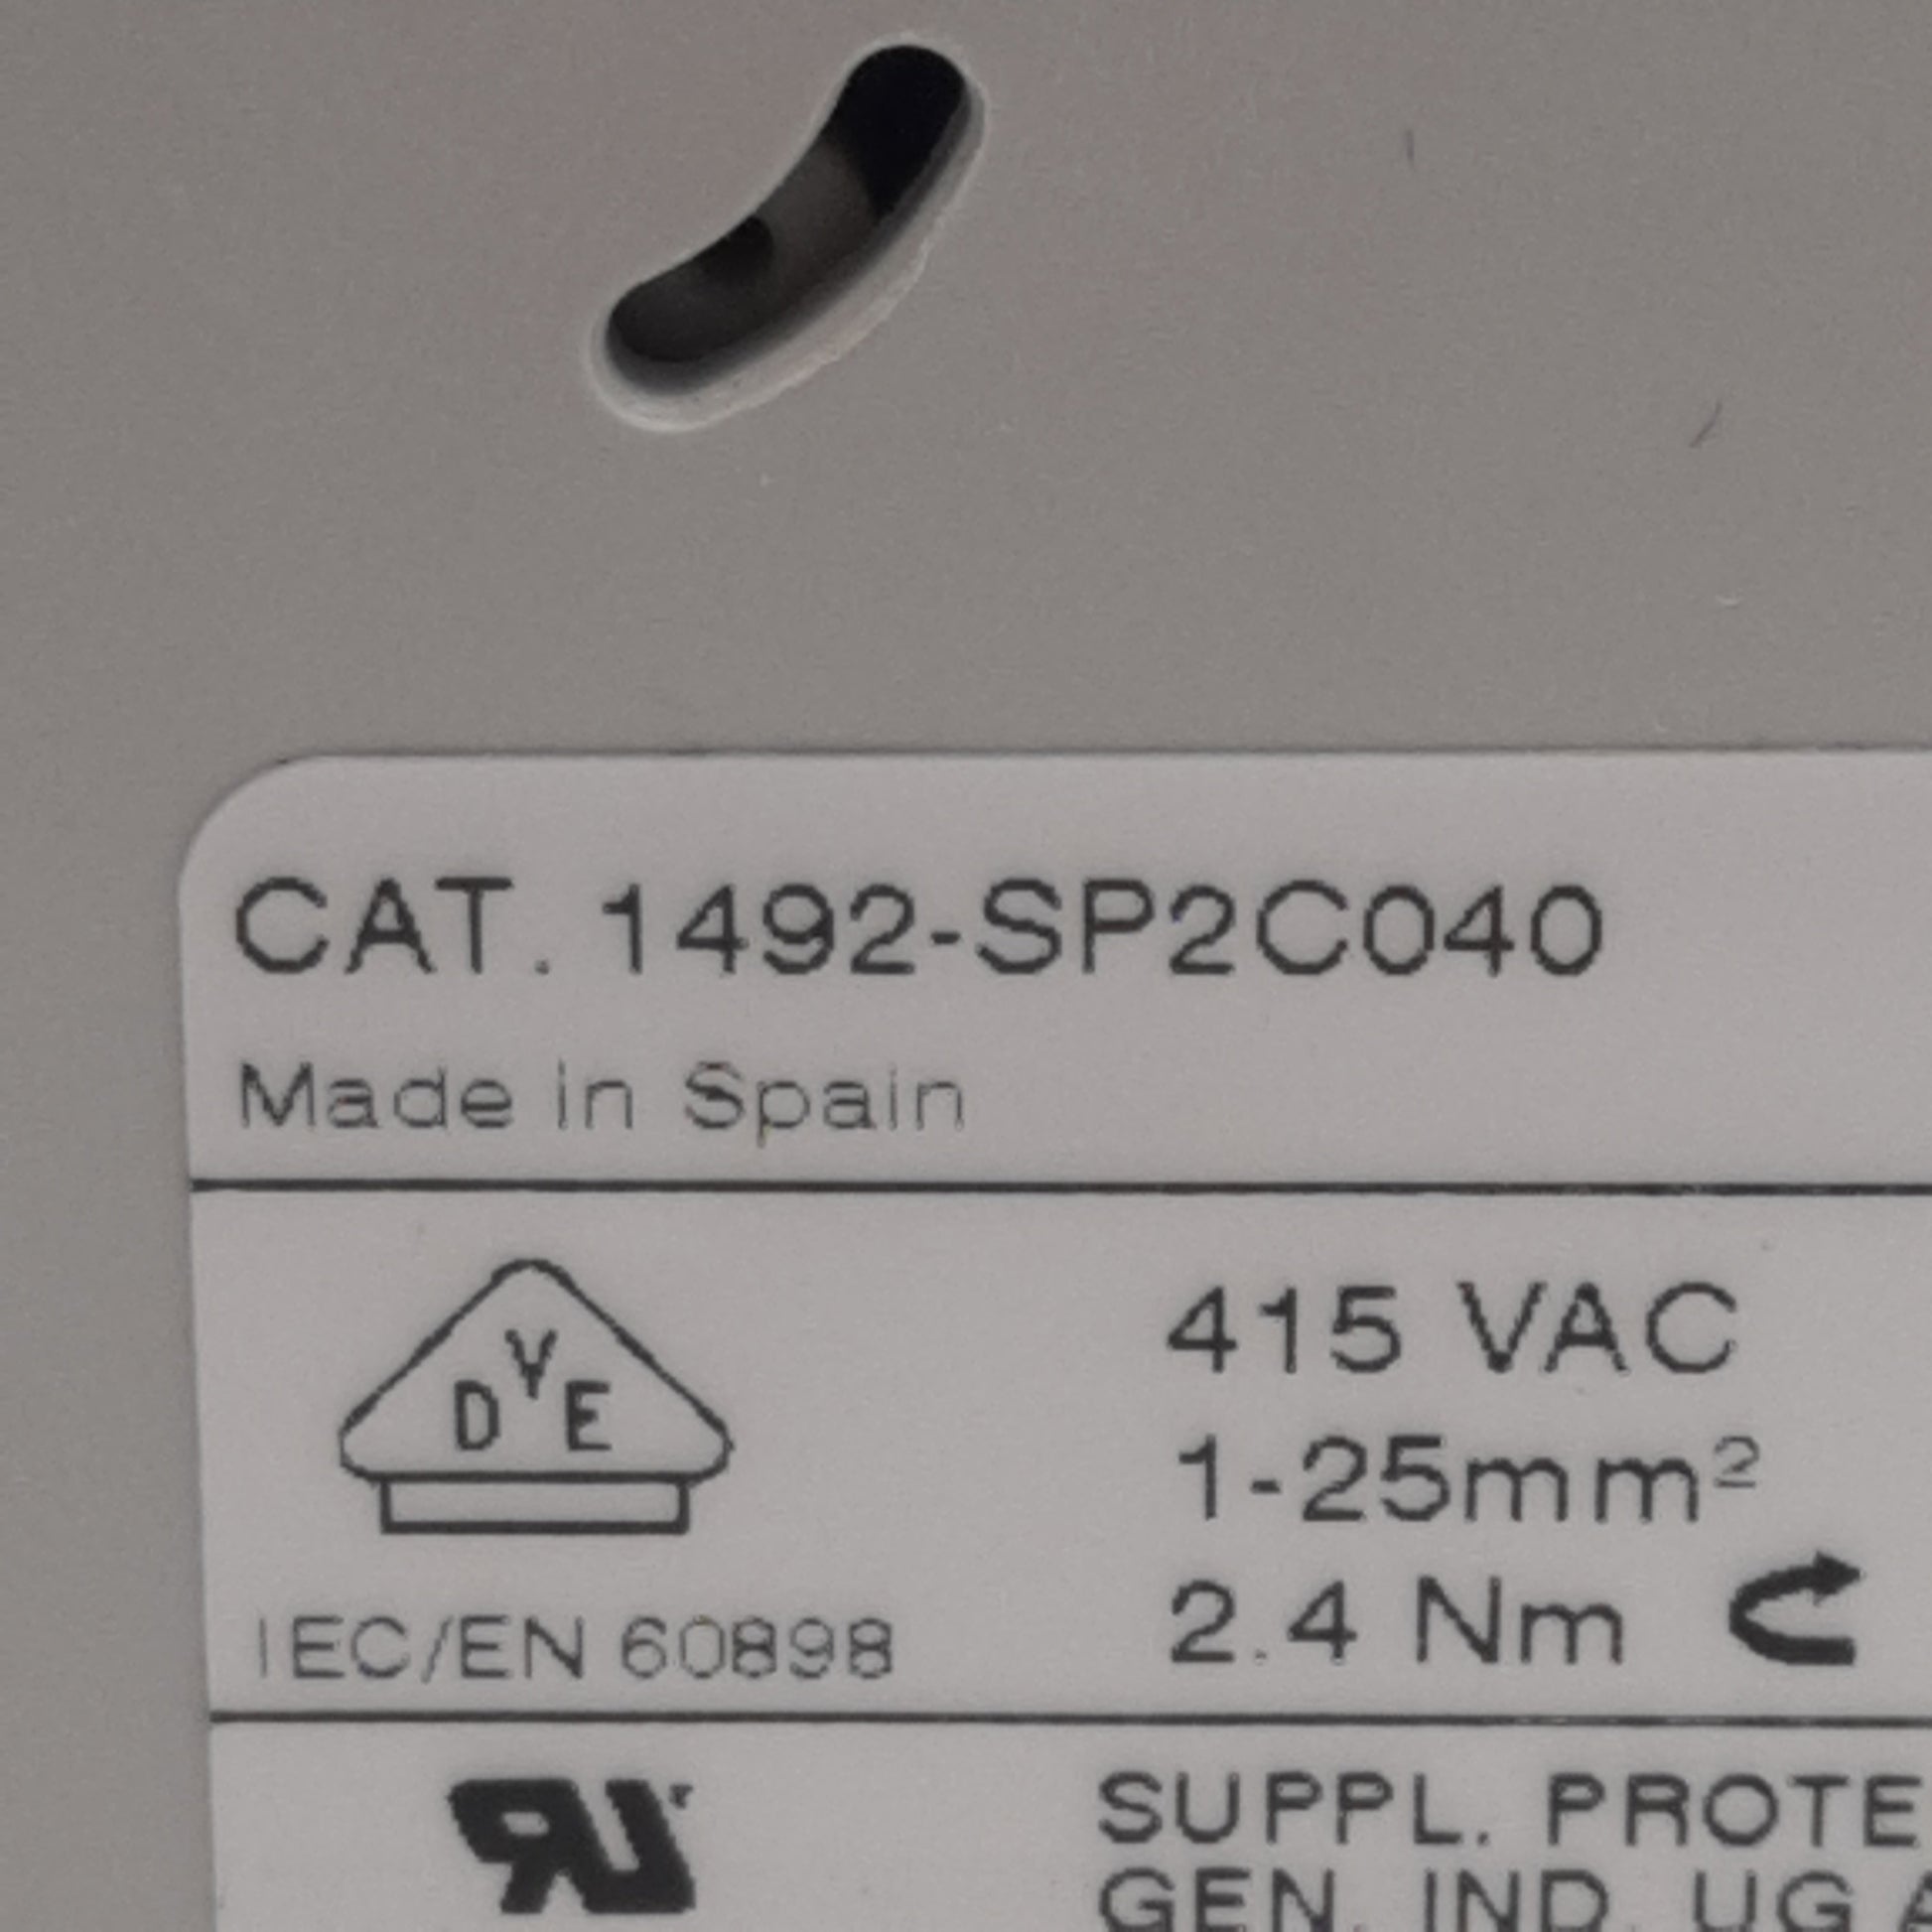 CAT. 1492-SP2C040
Made in Spain
DVE
415 VAC
1-25mm²
2.4 Nm
IEC/EN 60898
SUPPL. PROTE
GEN. IND. UG A